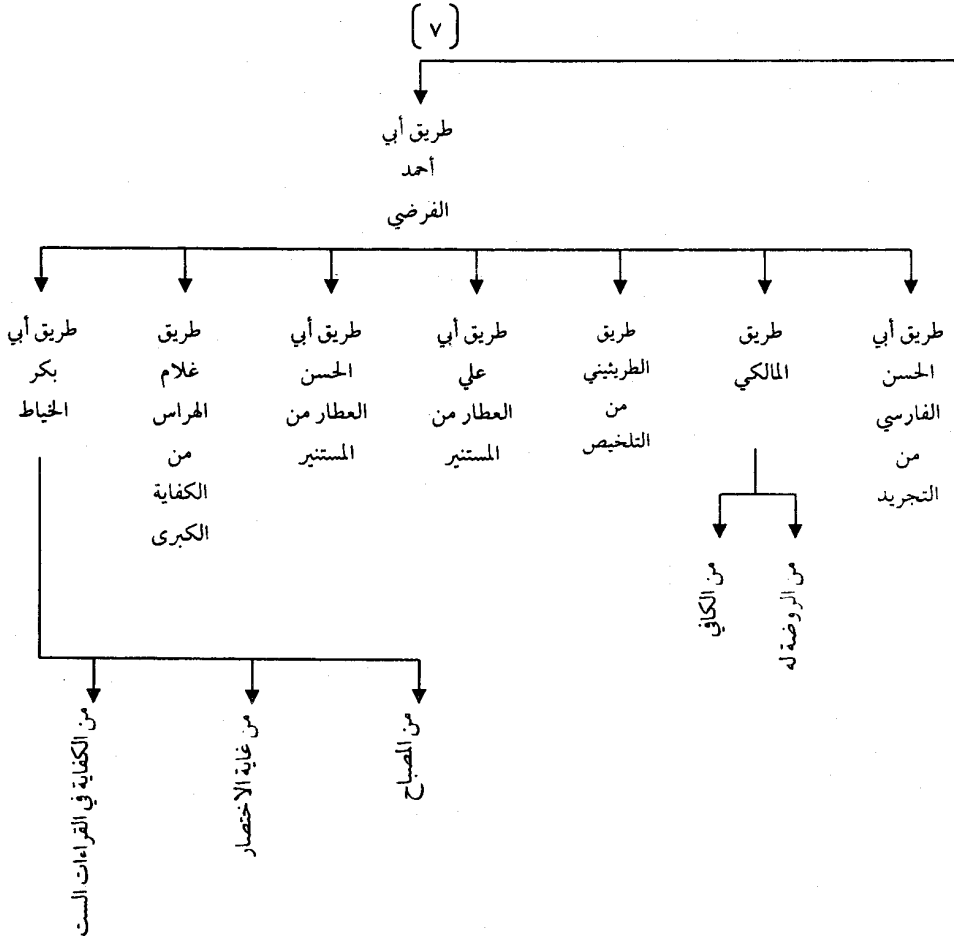 (٧)
طريق أبي
أحمد
الفرضي
طريق أبي
الحسن
الفارسي
من
التجريد
طريق
المالكي
من الروضة له
من الكافي
طريق
الطريثيني
من
التلخيص
طريق أبي
علي
العطار من
المستنير
طريق أبي
الحسن
العطار من
المستنير
طريق
غلام
الهراس
من
الكفاية
الكبرى
طريق أبي
بكر
الخياط
من المصباح
من غاية الاختصار
من الكفاية في القراءات الست